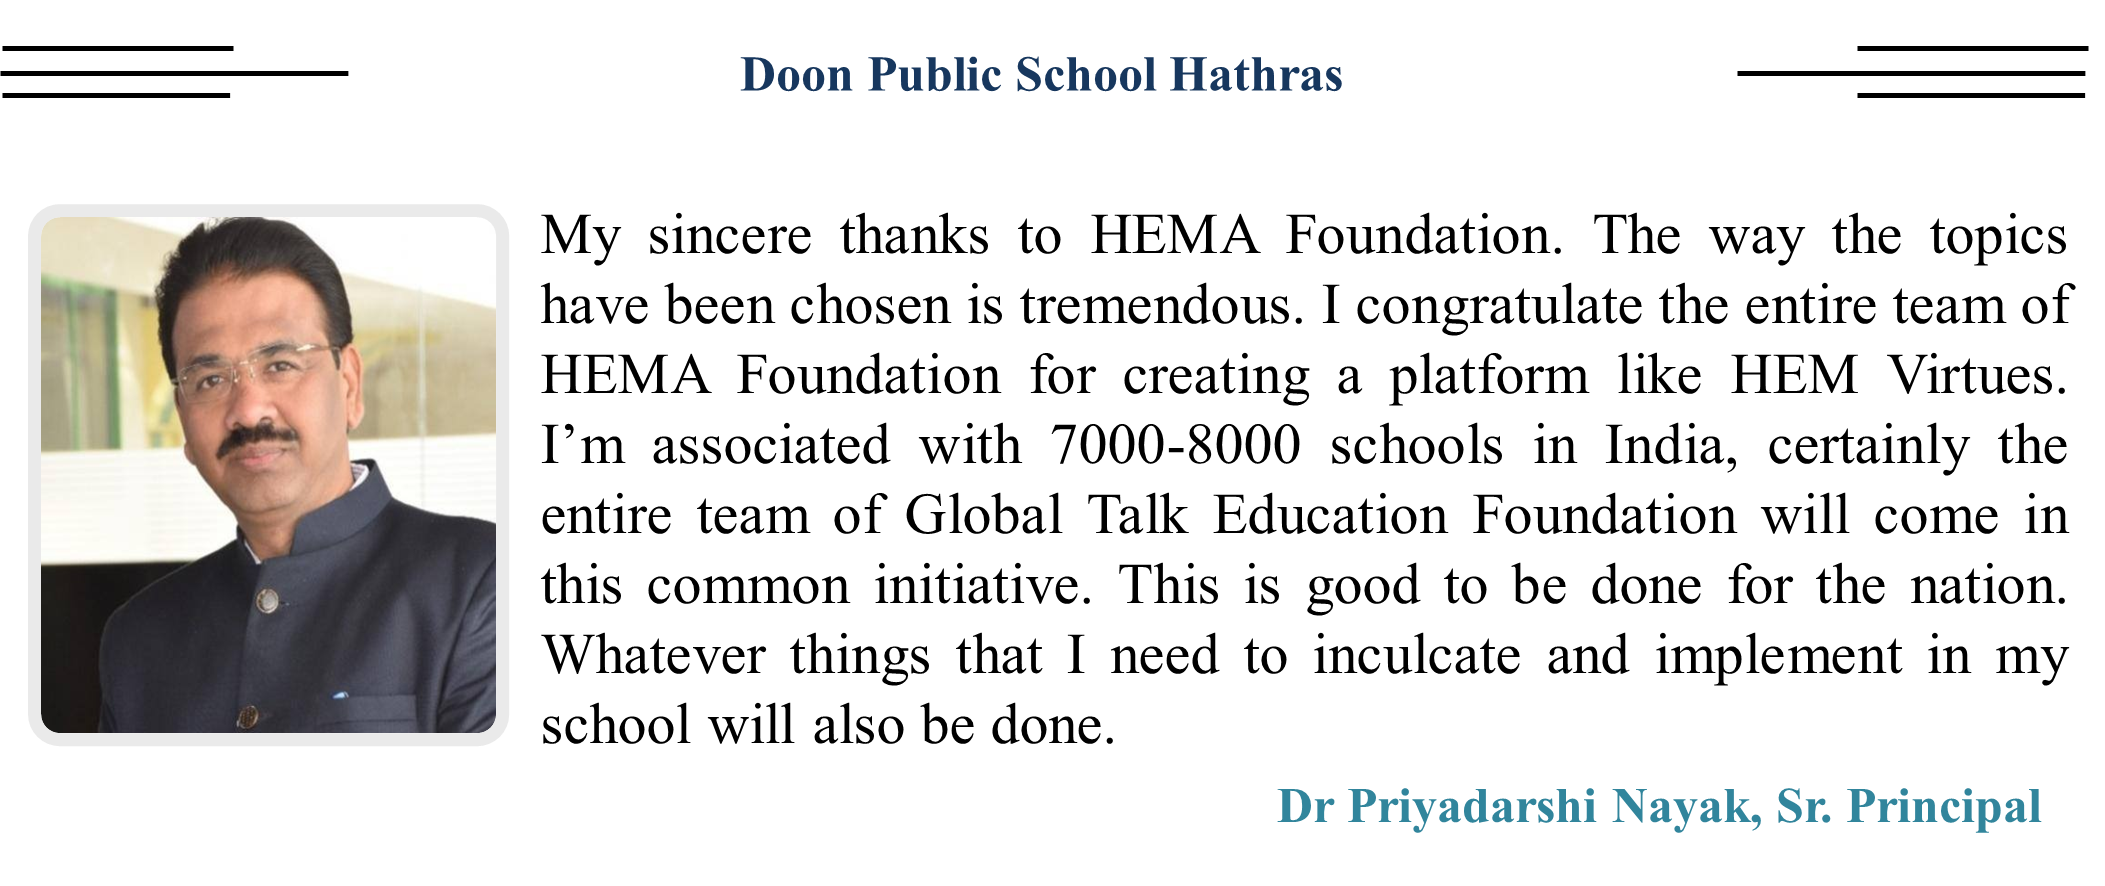 Doon Public School Hathras
My sincere thanks to HEMA Foundation. The way the topics
have been chosen is tremendous. I congratulate the entire team of
HEMA Foundation for creating a platform like HEM Virtues.
I’m associated with 7000-8000 schools in India, certainly the
entire team of Global Talk Education Foundation will come in
this common initiative. This is good to be done for the nation.
Whatever things that I need to inculcate and implement in my
school will also be done.
Dr Priyadarshi Nayak, Sr. Principal